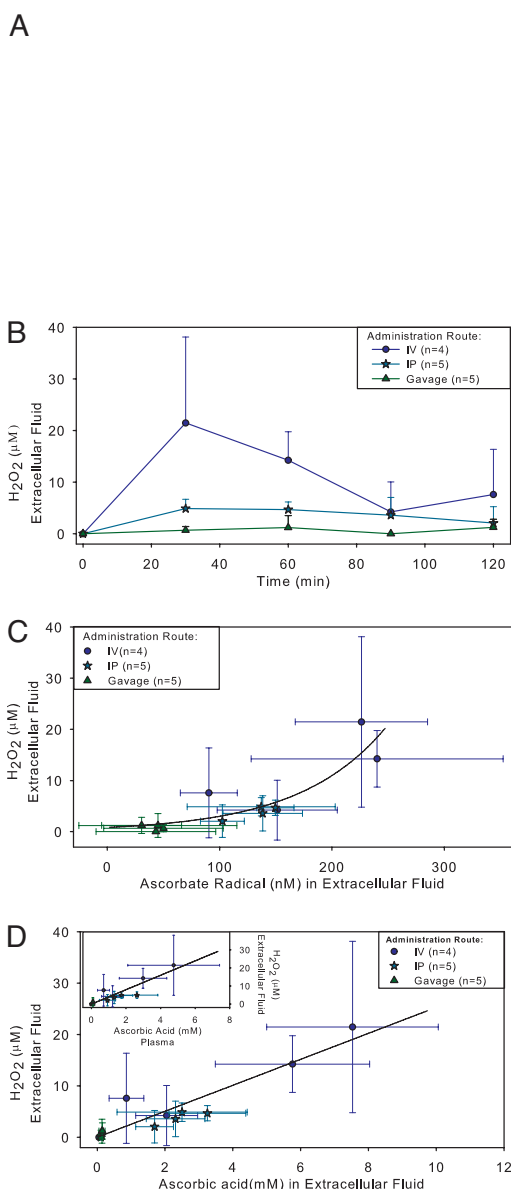 A
B
40
30
20
10
0
H2O2 (μM)
Extracellular Fluid
Administration Route:
IV (n=4)
IP (n=5)
Gavage (n=5)
0
20
40
60
80
100
120
Time (min)
C
40
30
20
10
0
H2O2 (μM)
Extracellular Fluid
Administration Route:
IV(n=4)
IP (n=5)
Gavage (n=5)
0
100
200
300
Ascorbate Radical (nM) in Extracellular Fluid
D
40
30
20
10
0
H2O2 (μM)
Extracellular Fluid
30
20
10
0
H2O2 (μM)
Extracellular Fluid
0
2
4
6
8
Ascorbic Acid (mM)
Plasma
Administration Route:
IV (n=4)
IP (n=5)
Gavage (n=5)
0
2
4
6
8
10
12
Ascorbic acid(mM) in Extracellular Fluid